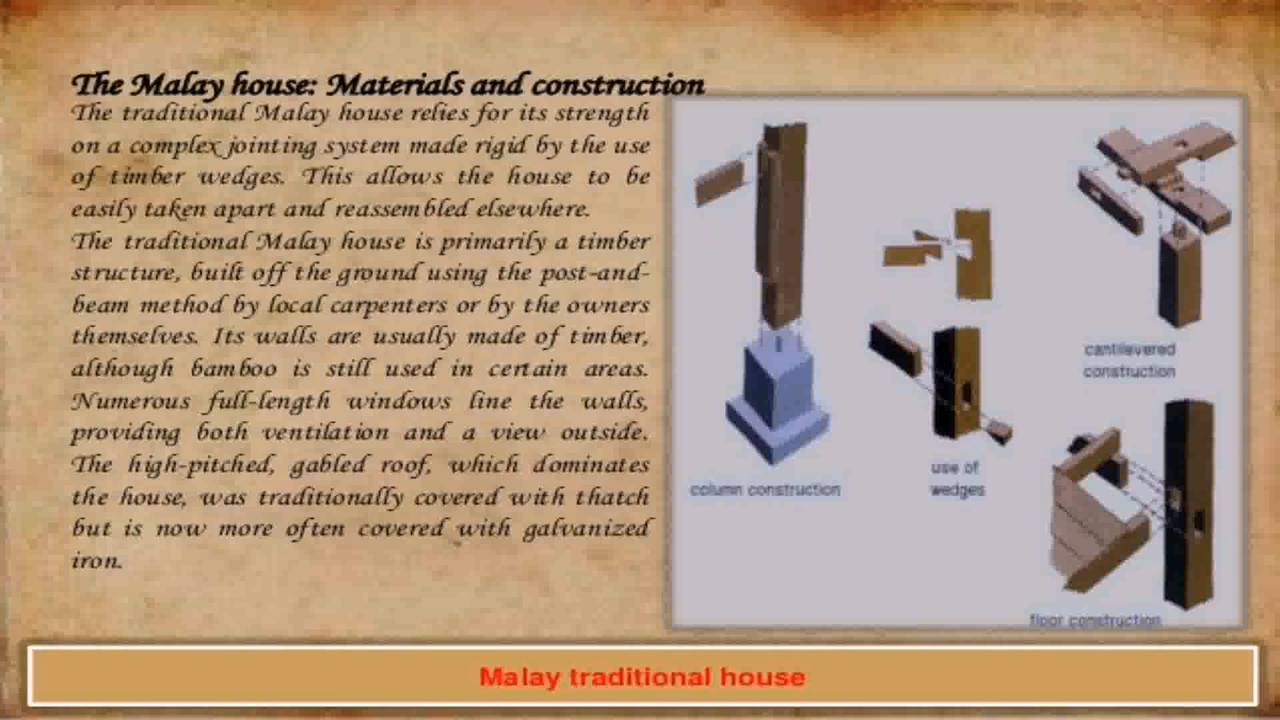 The Malay house: Materials and construction
The traditional Malay house relies for its strength
on a complex jointing system made rigid by the use
of timber wedges. This allows the house to be
easily taken apart and reassembled elsewhere.
The traditional Malay house is primarily a timber
structure, built off the ground using the post-and-
beam method by local carpenters or by the owners
themselves. Its walls are usually made of timber,
although bamboo is still used in certain areas.
Numerous full-length windows line the walls,
providing both ventilation and a view outside.
The high-pitched, gabled roof, which dominates
the house, was traditionally covered with thatch
but is now more often covered with galvanized
iron.
column construction
use of
wedges
cantilevered
construction
floor construction
Malay traditional house